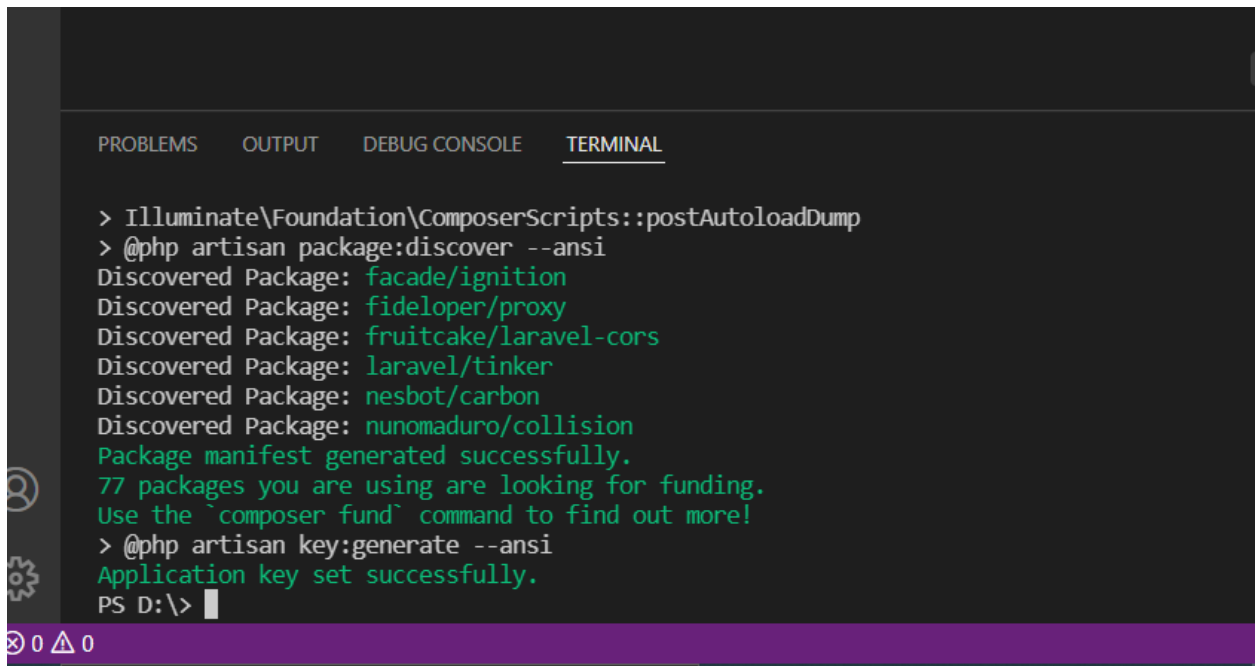 PROBLEMS OUTPUT DEBUG CONSOLE TERMINAL
> Illuminate\Foundation\ComposerScripts::postAutoloadDump
> @php artisan package:discover --ansi
Discovered Package: facade/ignition
Discovered Package: fideloper/proxy
Discovered Package: fruitcake/laravel-cors
Discovered Package: laravel/tinker
Discovered Package: nesbot/carbon
Discovered Package: nunomaduro/collision
Package manifest generated successfully.
77 packages you are using are looking for funding.
Use the `composer fund` command to find out more!
> @php artisan key:generate --ansi
Application key set successfully.
PS D:\>
0 0